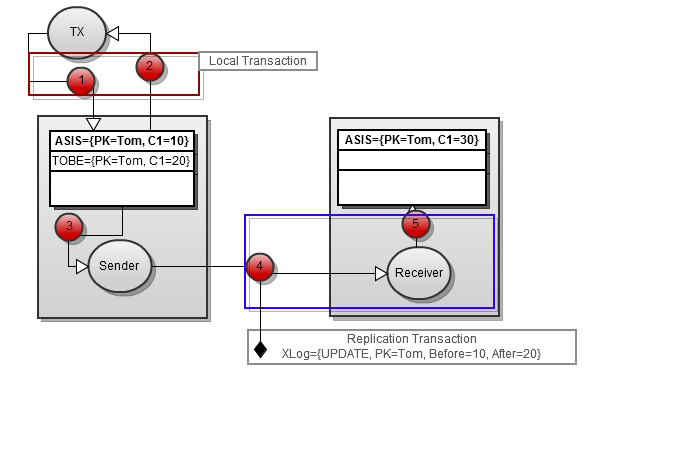 TX
Local Transaction
1
2
ASIS={PK=Tom, C1=10}
TOBE={PK=Tom, C1=20}
ASIS={PK=Tom, C1=30}
3
5
Sender
4
Receiver
Replication Transaction
XLog={UPDATE, PK=Tom, Before=10, After=20}